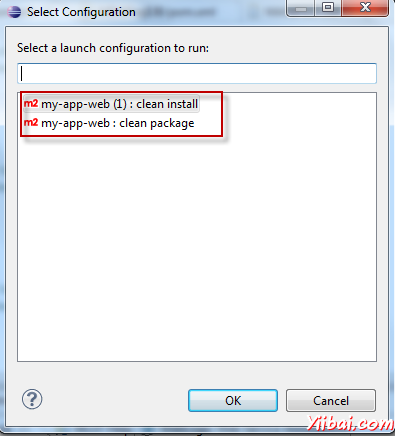 Select Configuration
Select a launch configuration to run:
m2 my-app-web (1) : clean install
m2 my-app-web : clean package
?
OK
Cancel
Yiibai.com